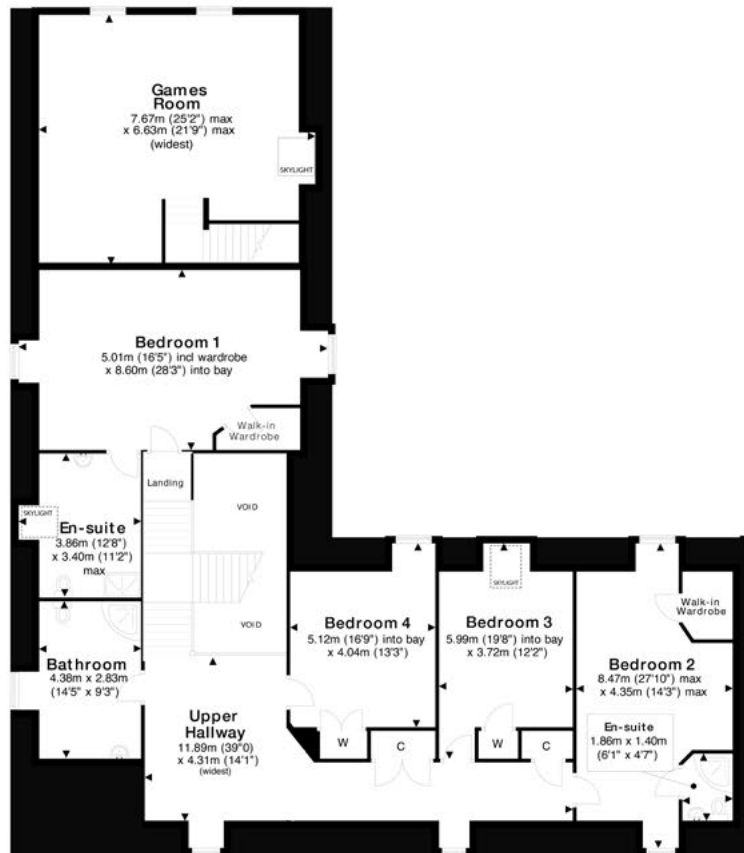 Games
Room
7.67m (25'2") max
x 6.63m (21'9") max
(widest)
SKYLIGHT
Bedroom 1
5.01m (16'5") incl wardrobe
x 8.60m (28'3") into bay
Walk-in
Wardrobe
Landing
VOID
SKYLIGHT
En-suite
3.86m (12'8")
x 3.40m (11'2")
max
VOID
Bathroom
4.38m x 2.83m
(14'5" x 9'3")
Upper
Hallway
11.89m (39'0)
x 4.31m (14'1")
(widest)
Bedroom 4
5.12m (16'9") into bay
x 4.04m (13'3")
W
C
SKYLIGHT
Bedroom 3
5.99m (19'8") into bay
x 3.72m (12'2")
W
C
Walk-in
Wardrobe
Bedroom 2
8.47m (27'10") max
x 4.35m (14'3") max
En-suite
1.86m x 1.40m
(6'1" x 4'7")